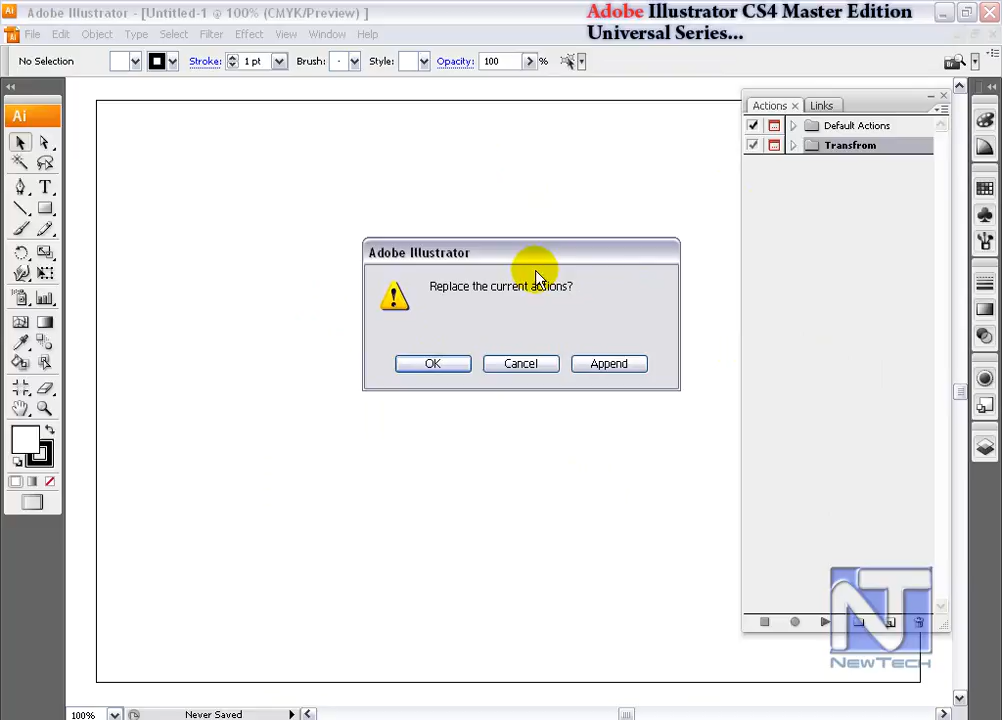 Adobe Illustrator - [Untitled-1 @ 100% (CMYK/Preview) ]
Adobe Illustrator CS4 Master Edition
Universal Series...
File Edit Object Type Select Filter Effect View Window Help
No Selection Stroke: 1 pt Brush: Style: Opacity: 100 %
Ai
Actions Links
Default Actions
Transfrom
Adobe Illustrator
Replace the current actions?
OK Cancel Append
NewTech
100% Never Saved